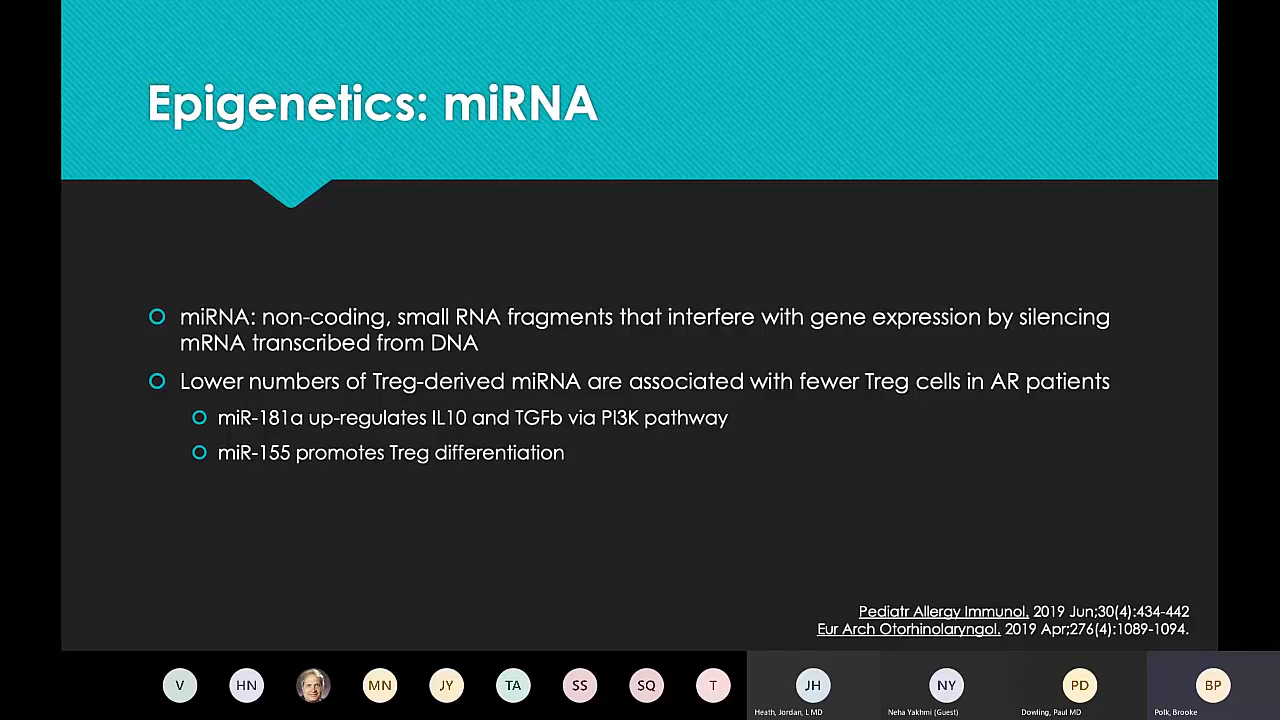 Epigenetics: miRNA
miRNA: non-coding, small RNA fragments that interfere with gene expression by silencing
mRNA transcribed from DNA
Lower numbers of Treg-derived miRNA are associated with fewer Treg cells in AR patients
miR-181a up-regulates IL10 and TGFb via PI3K pathway
miR-155 promotes Treg differentiation
Pediatr Allergy Immunol. 2019 Jun;30(4):434-442
Eur Arch Otorhinolaryngol. 2019 Apr;276(4):1089-1094.
V HN MN JY TA SS SQ T JH NY PD BP
Heath, Jordan, L MD Neha Yakhmi (Guest) Dowling, Paul MD Polk, Brooke